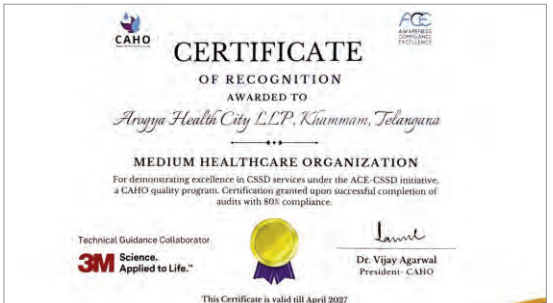 CAHO
ACE
AWARENESS
COMPLIANCE
EXCELLENCE
CERTIFICATE
OF RECOGNITION
AWARDED TO
Arogya Health City LLP, Khammam, Telangana
MEDIUM HEALTHCARE ORGANIZATION
For demonstrating excellence in CSSD services under the ACE-CSSD initiative,
a CAHO quality program. Certification granted upon successful completion of
audits with 80% compliance.
Technical Guidance Collaborator
3M Science.
Applied to Life.™
Dr. Vijay Agarwal
President- CAHO
This Certificate is valid till April 2027